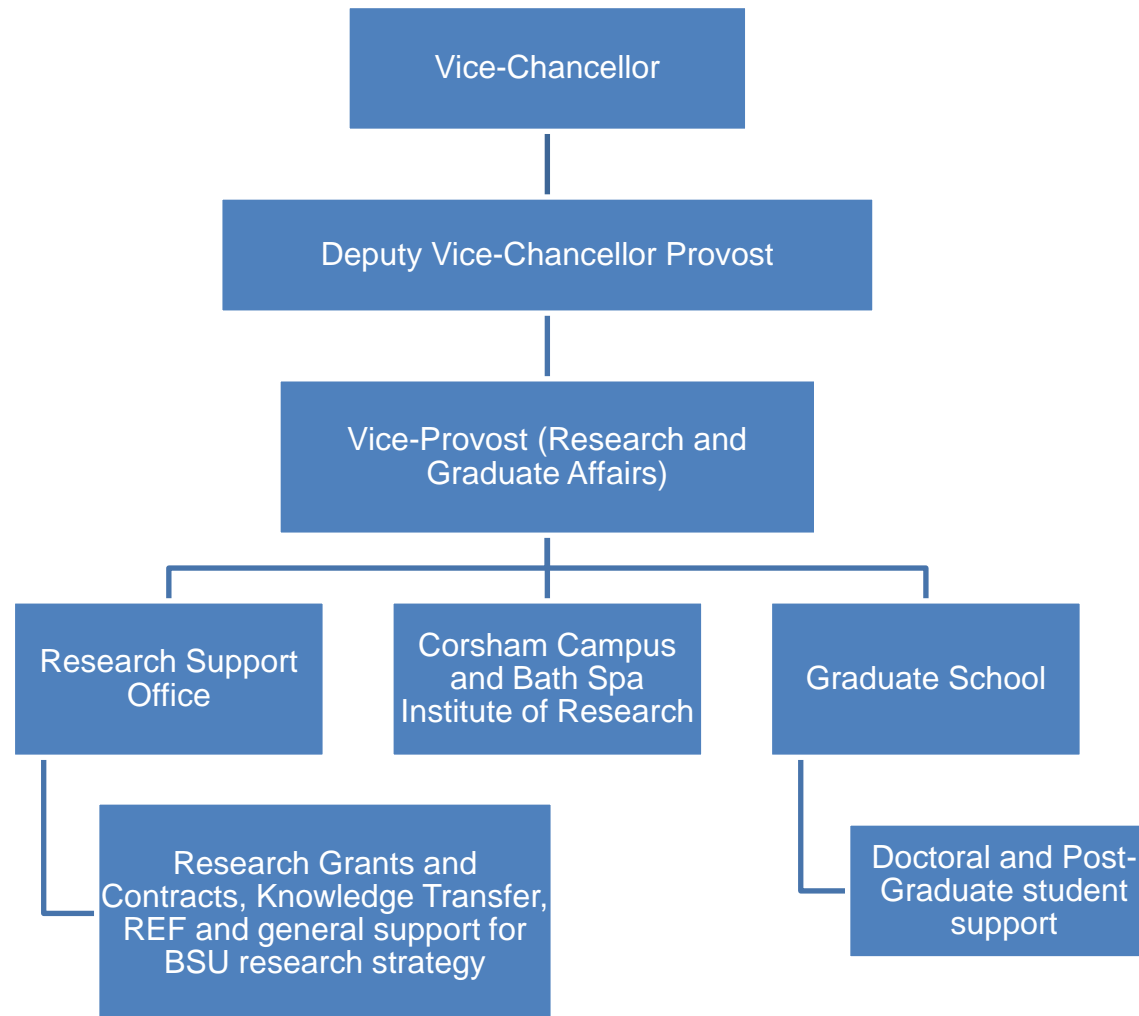 Vice-Chancellor
Deputy Vice-Chancellor Provost
Vice-Provost (Research and
Graduate Affairs)
Research Support
Office
Corsham Campus
and Bath Spa
Institute of Research
Graduate School
Research Grants and
Contracts, Knowledge Transfer,
REF and general support for
BSU research strategy
Doctoral and Post-
Graduate student
support